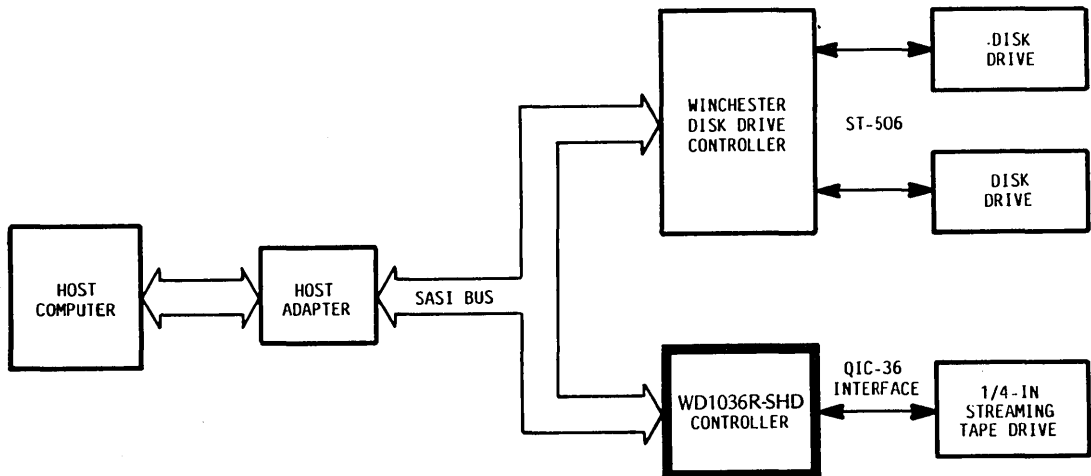 .DISK
DRIVE
WINCHESTER
DISK DRIVE
CONTROLLER
ST-506
DISK
DRIVE
HOST
COMPUTER
HOST
ADAPTER
SASI BUS
WD1036R-SHD
CONTROLLER
QIC-36
INTERFACE
1/4-IN
STREAMING
TAPE DRIVE